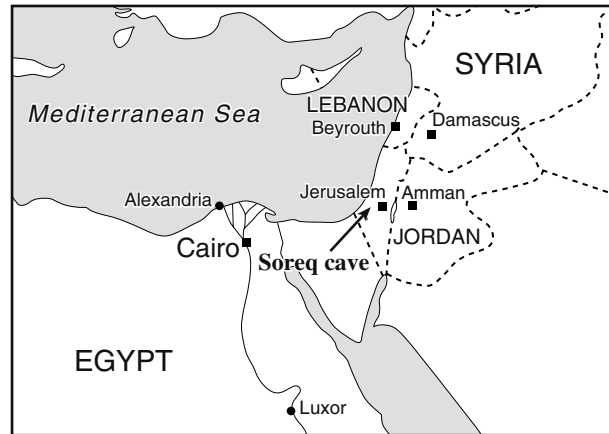 SYRIA
Mediterranean Sea
LEBANON
Beyrouth
Damascus
Alexandria
Jerusalem
Amman
Cairo
Soreq cave
JORDAN
EGYPT
Luxor